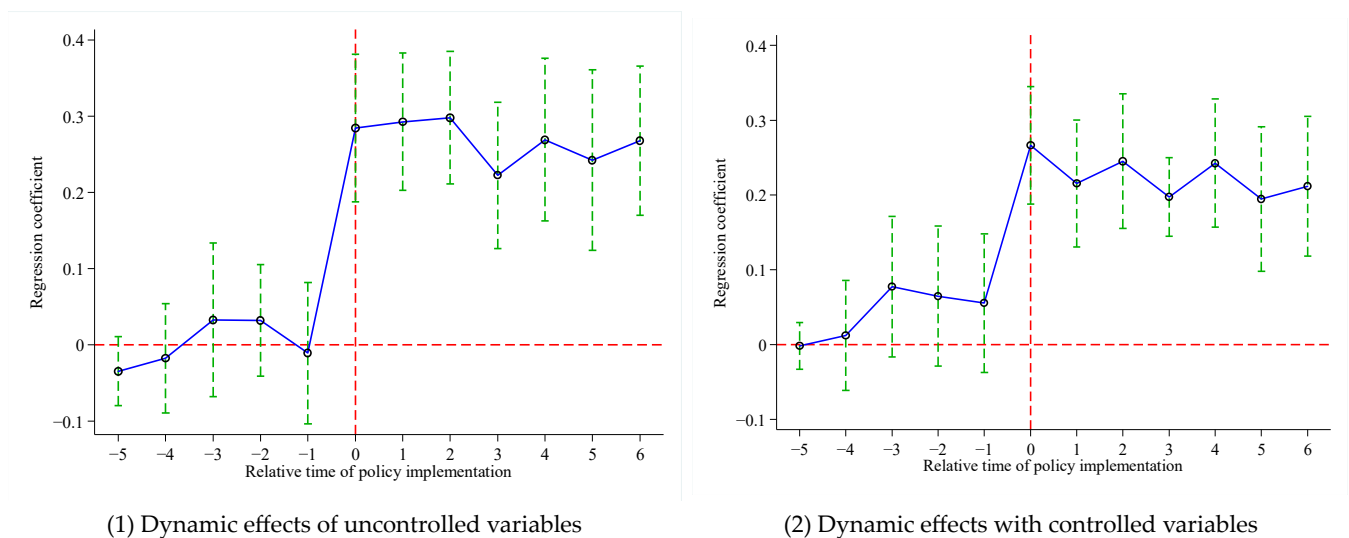 0.4
0.3
0.2
0.1
0
−0.1
Regression coefficient
−5 −4 −3 −2 −1 0 1 2 3 4 5 6
Relative time of policy implementation
(1) Dynamic effects of uncontrolled variables
0.4
0.3
0.2
0.1
0
−0.1
Regression coefficient
−5 −4 −3 −2 −1 0 1 2 3 4 5 6
Relative time of policy implementation
(2) Dynamic effects with controlled variables